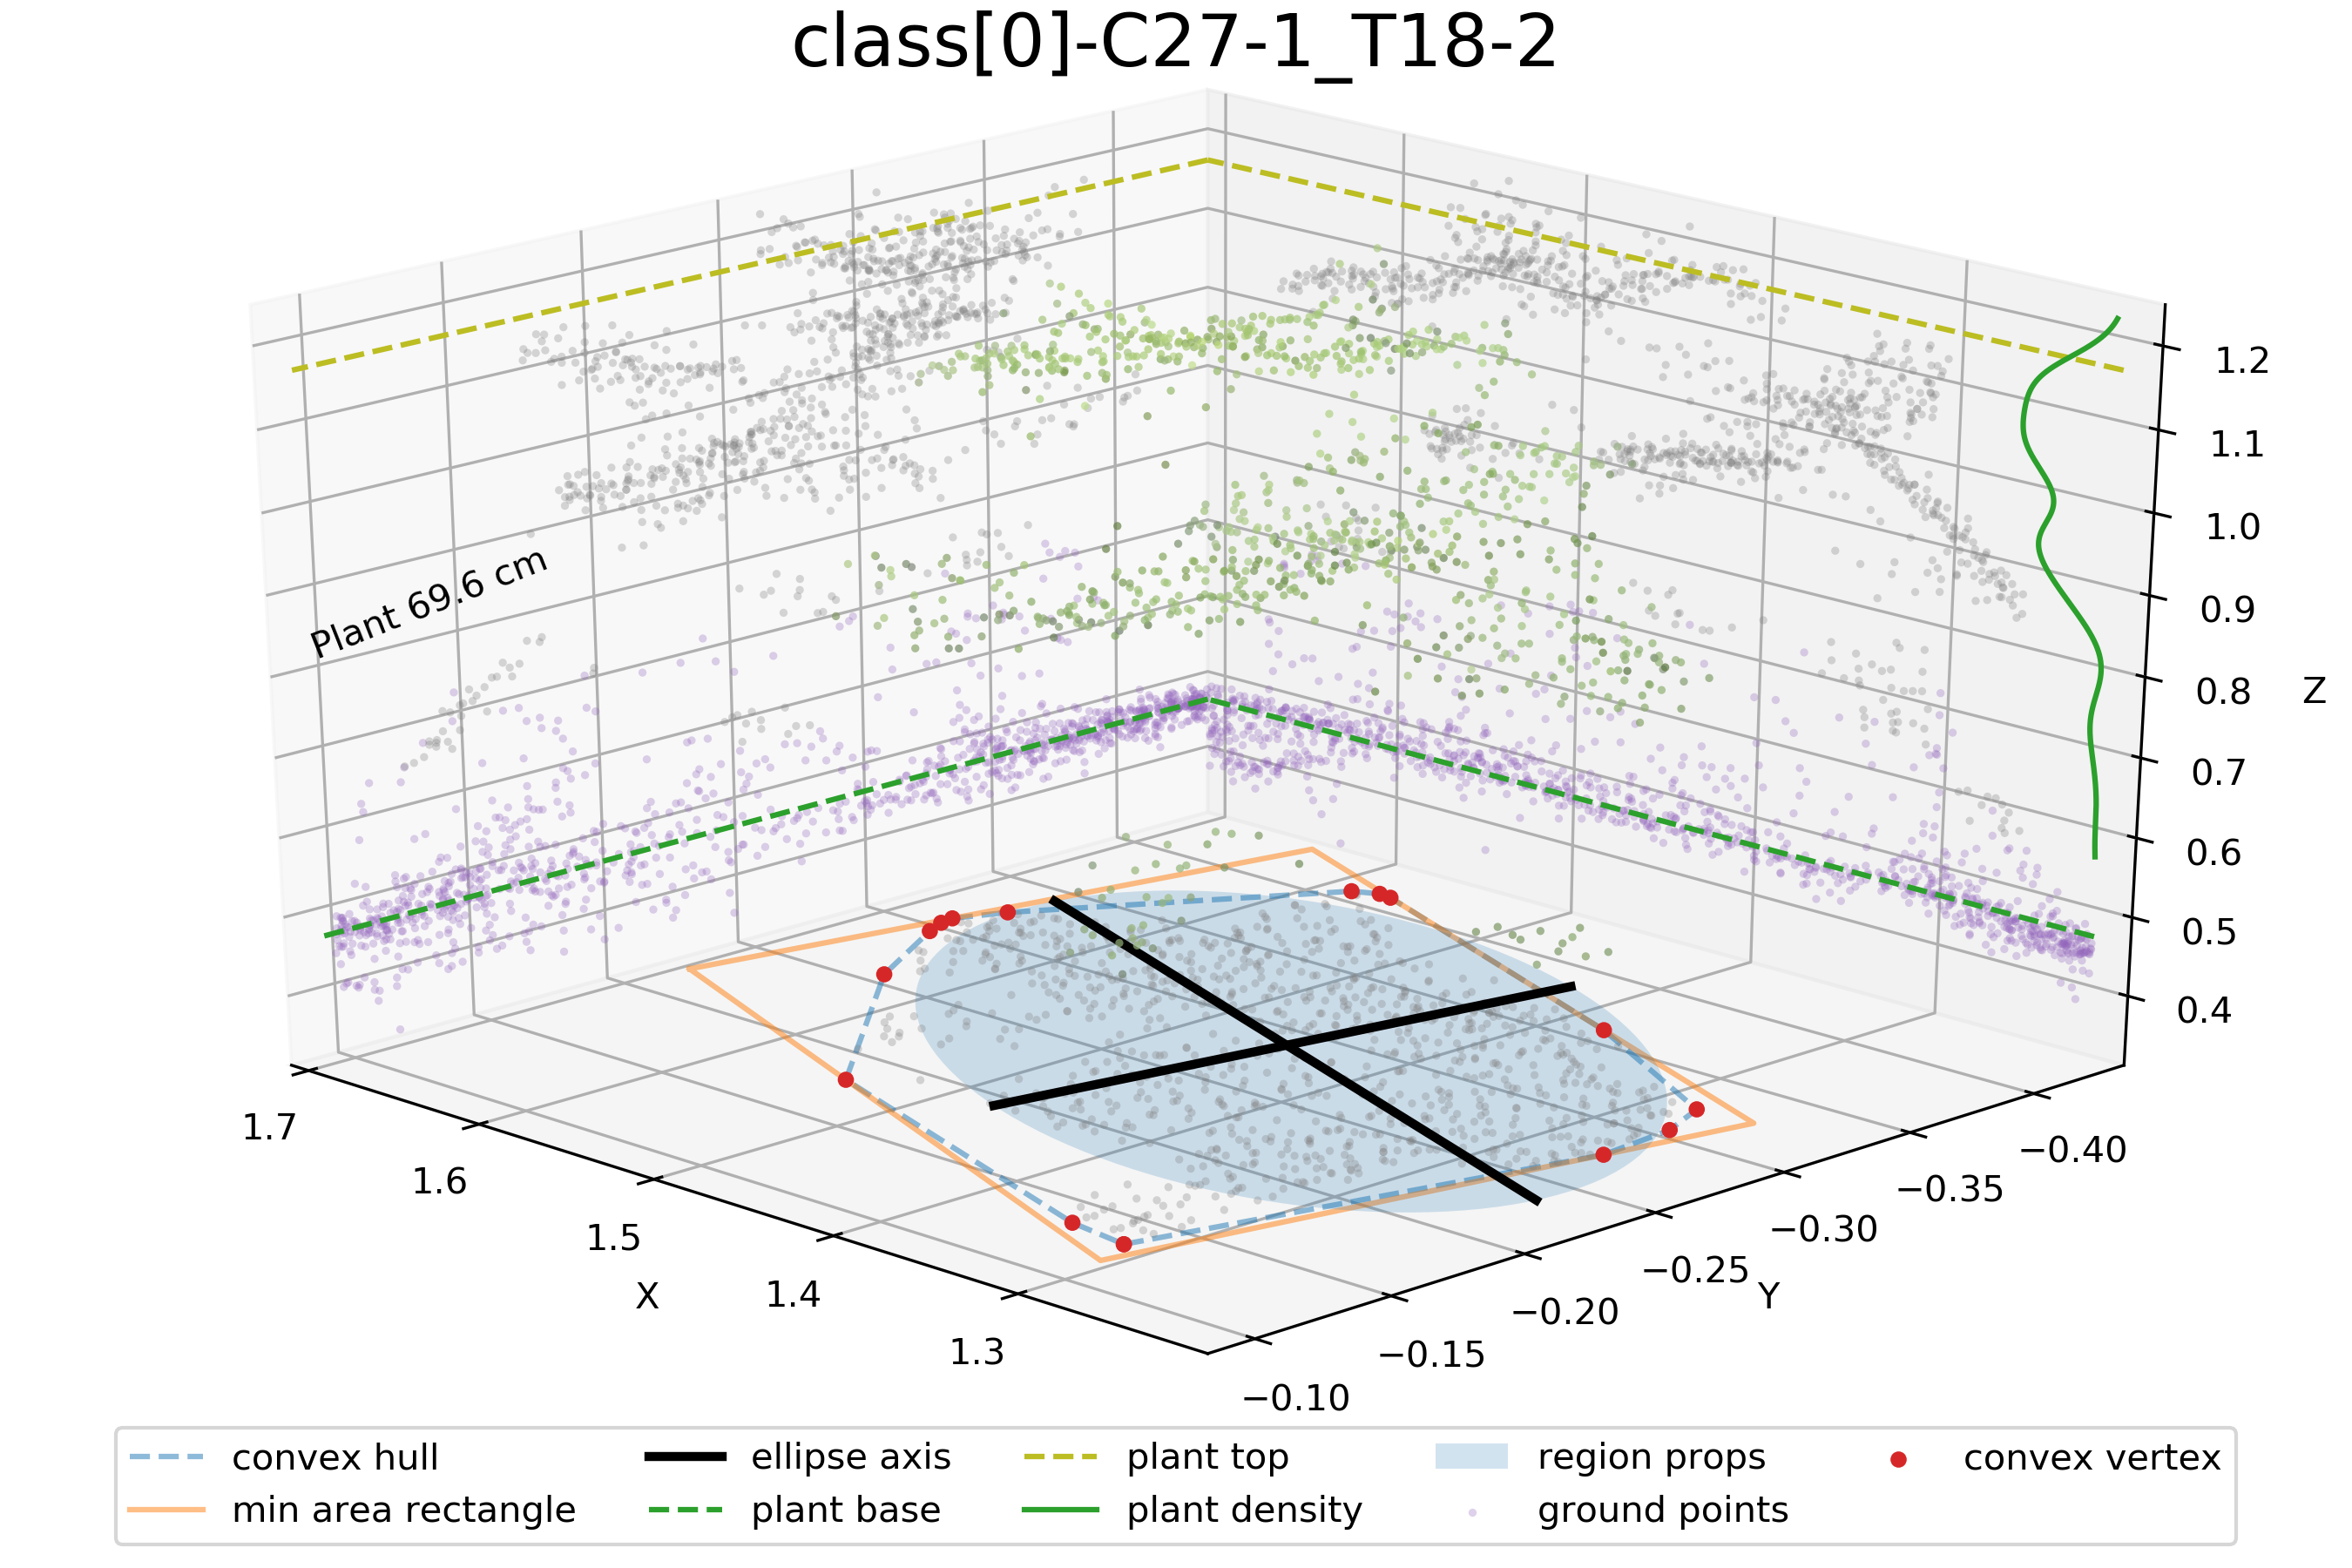 class[0]-C27-1_T18-2
Plant 69.6 cm
1.2
1.1
1.0
0.9
0.8
0.7
0.6
0.5
0.4
Z
1.7
1.6
1.5
1.4
1.3
X
−0.40
−0.35
−0.30
−0.25
−0.20
−0.15
−0.10
Y
convex hull
min area rectangle
ellipse axis
plant base
plant top
plant density
region props
ground points
convex vertex